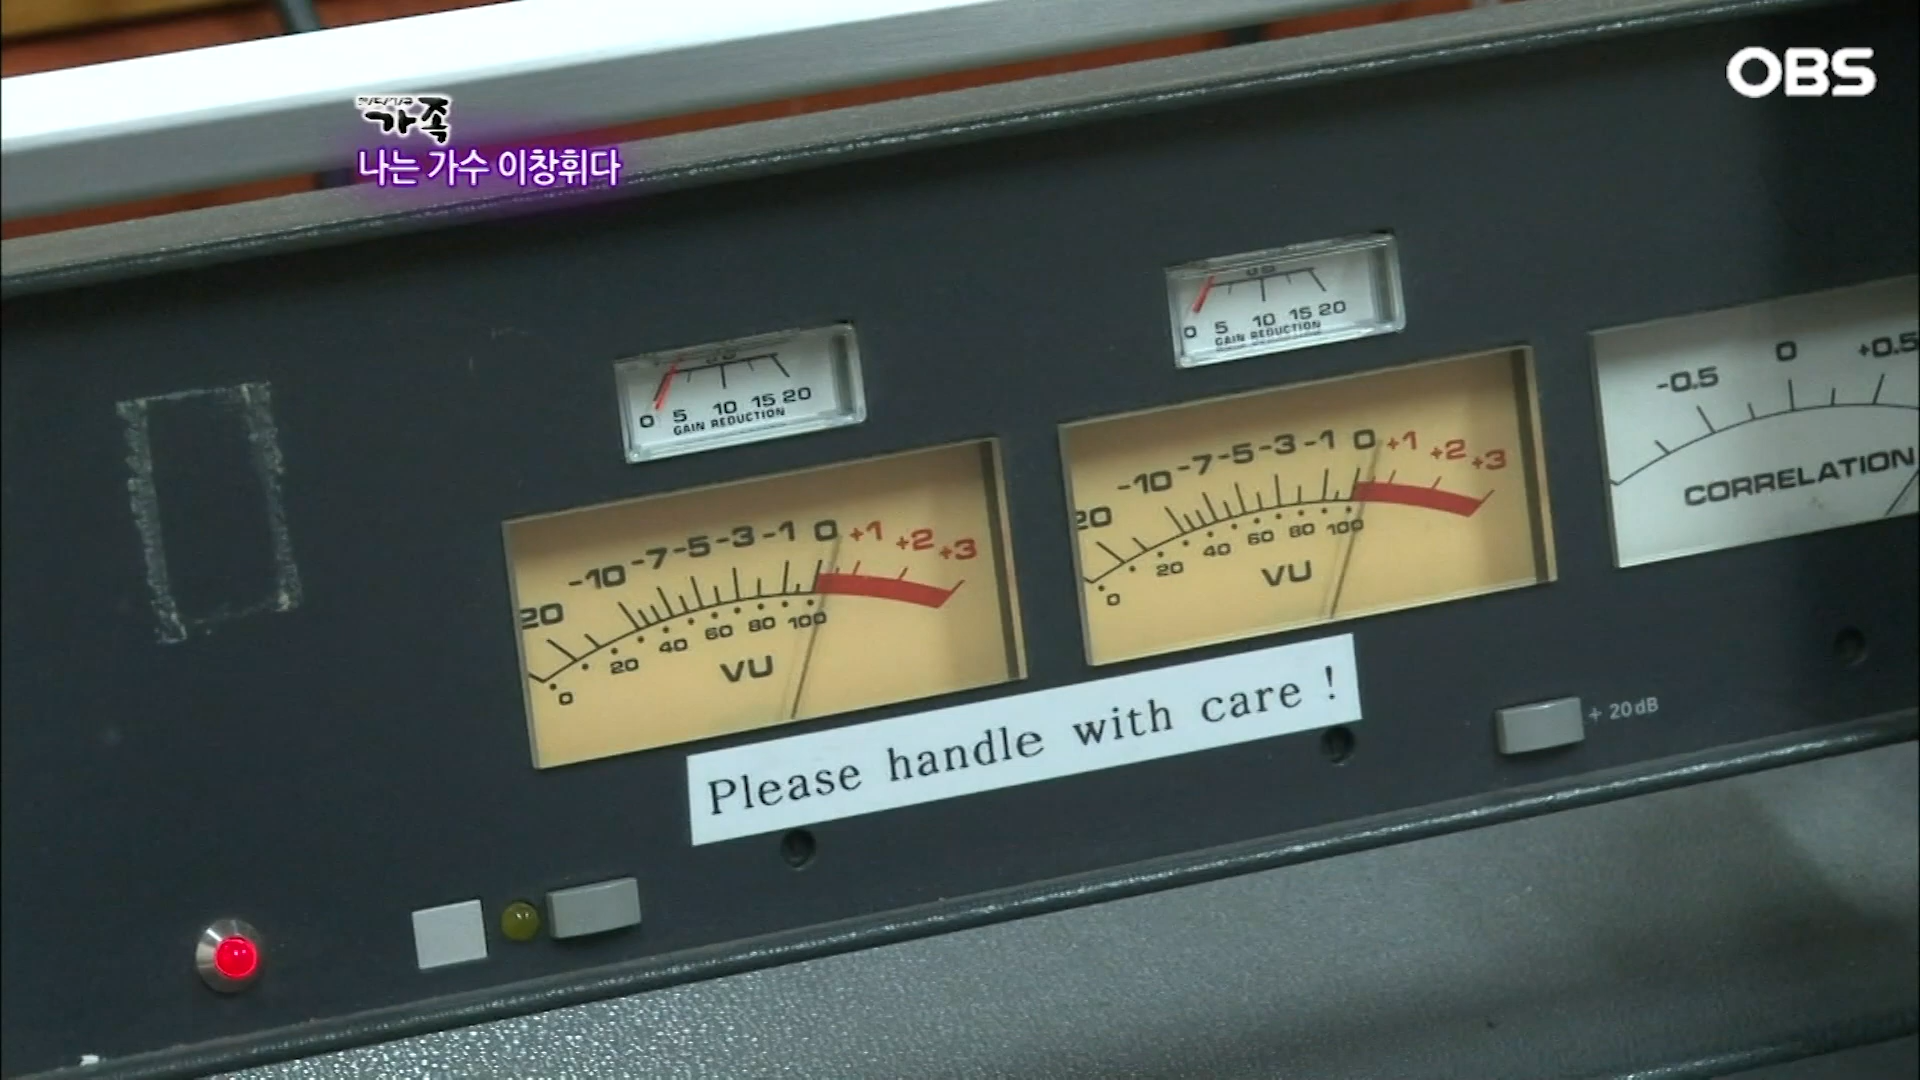 OBS
가족
나는 가수 이창휘다
0 5 10 15 20
GAIN REDUCTION
0 5 10 15 20
GAIN REDUCTION
20 -10 -7 -5 -3 -1 0 +1 +2 +3
0 20 40 60 80 100
VU
20 -10 -7 -5 -3 -1 0 +1 +2 +3
0 20 40 60 80 100
VU
-0.5 0 +0.5
CORRELATION
Please handle with care !
+ 20dB